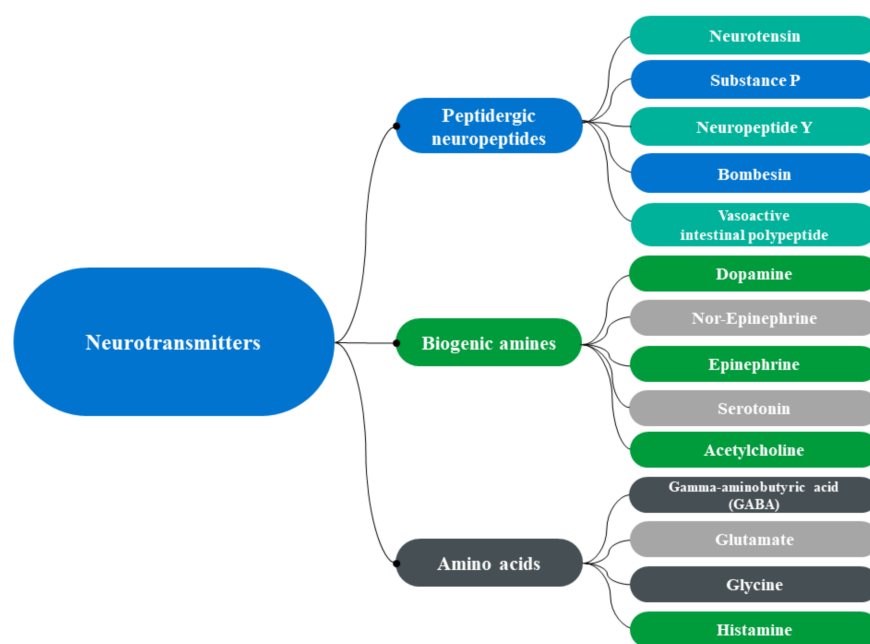 Neurotransmitters
Peptidergic
neuropeptides
Neurotensin
Substance P
Neuropeptide Y
Bombesin
Vasoactive
intestinal polypeptide
Biogenic amines
Dopamine
Nor-Epinephrine
Epinephrine
Serotonin
Acetylcholine
Amino acids
Gamma-aminobutyric acid
(GABA)
Glutamate
Glycine
Histamine